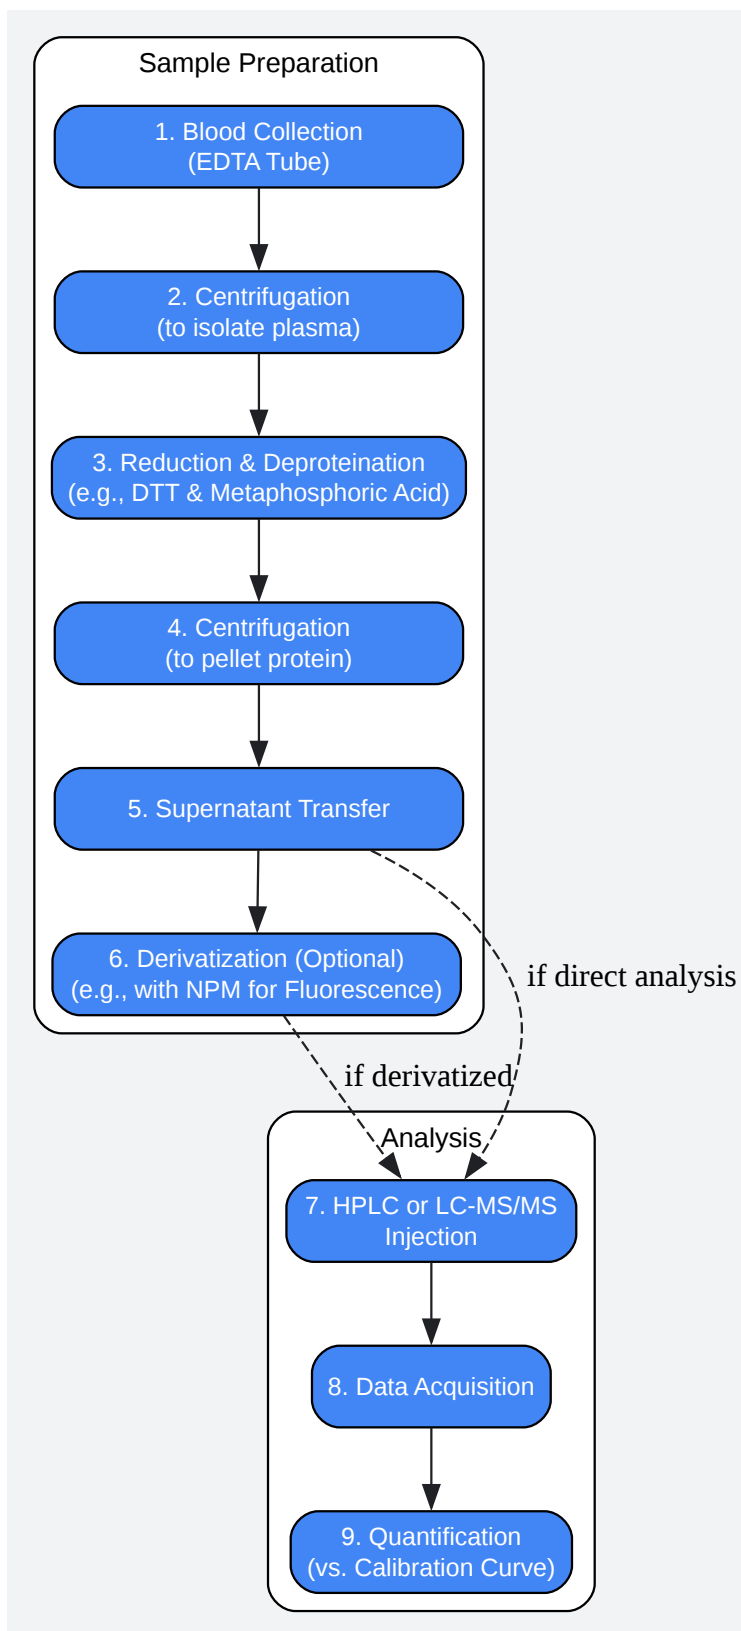 Sample Preparation
1. Blood Collection
(EDTA Tube)
2. Centrifugation
(to isolate plasma)
3. Reduction & Deproteination
(e.g., DTT & Metaphosphoric Acid)
4. Centrifugation
(to pellet protein)
5. Supernatant Transfer
6. Derivatization (Optional)
(e.g., with NPM for Fluorescence)
if direct analysis
if derivatized
Analysis
7. HPLC or LC-MS/MS
Injection
8. Data Acquisition
9. Quantification
(vs. Calibration Curve)